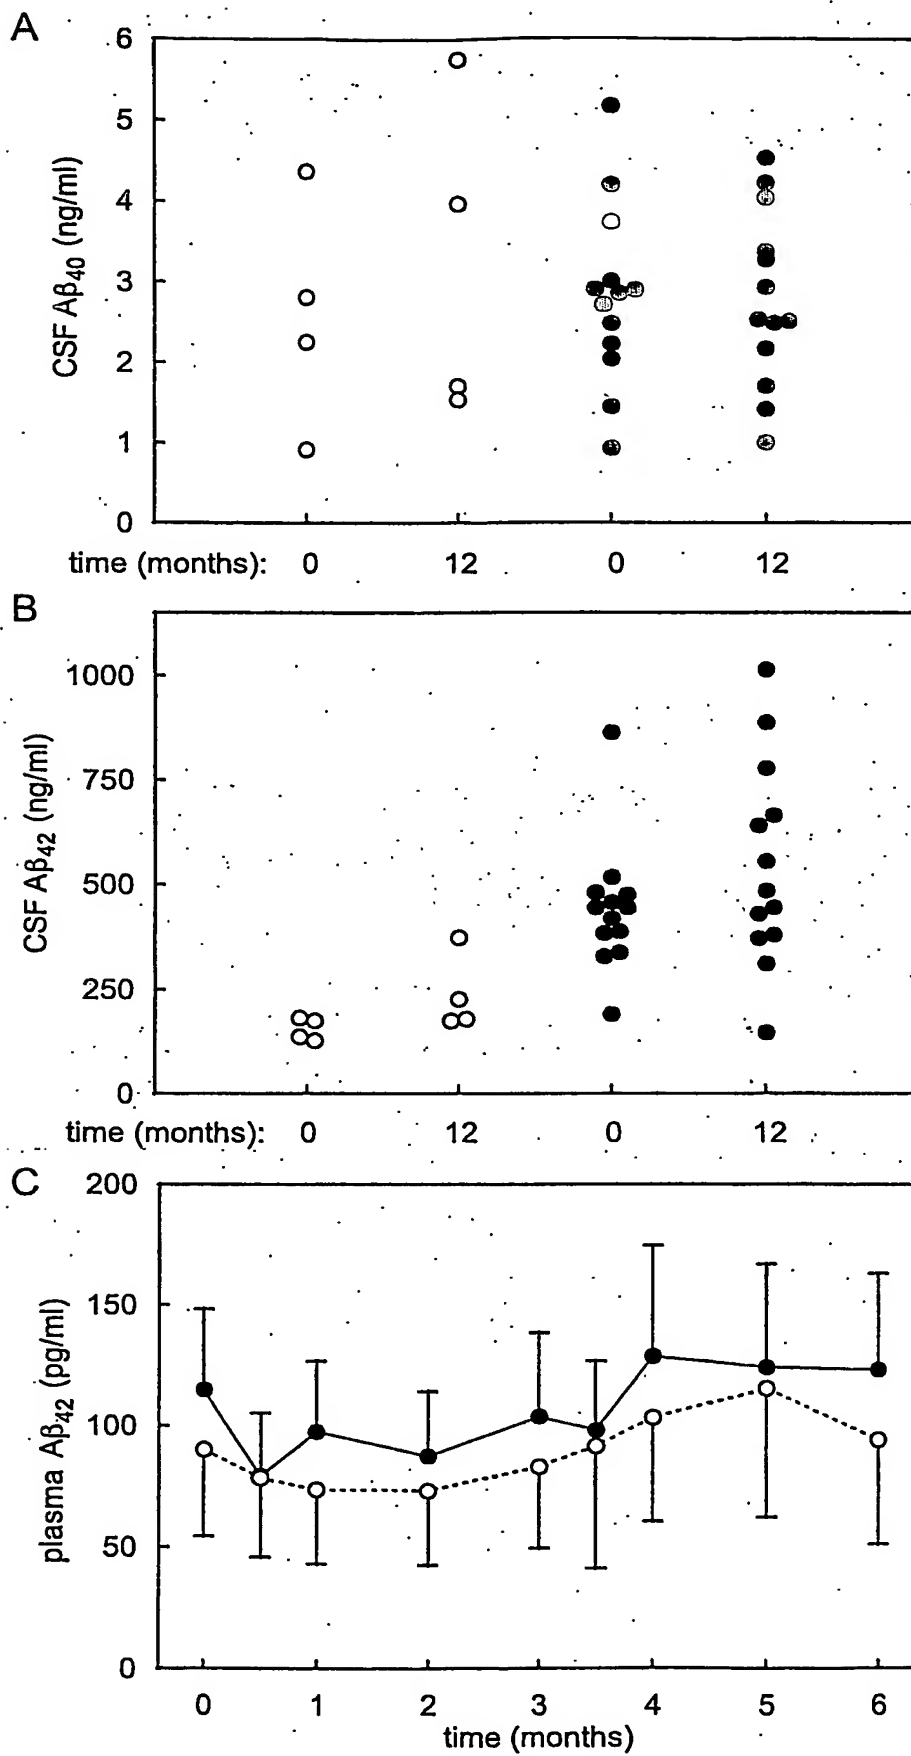 A
CSF Aβ40 (ng/ml)
6
5
4
3
2
1
0
time (months): 0 12 0 12
B
CSF Aβ42 (ng/ml)
1000
750
500
250
0
time (months): 0 12 0 12
C
plasma Aβ42 (pg/ml)
200
150
100
50
0
0 1 2 3 4 5 6
time (months)